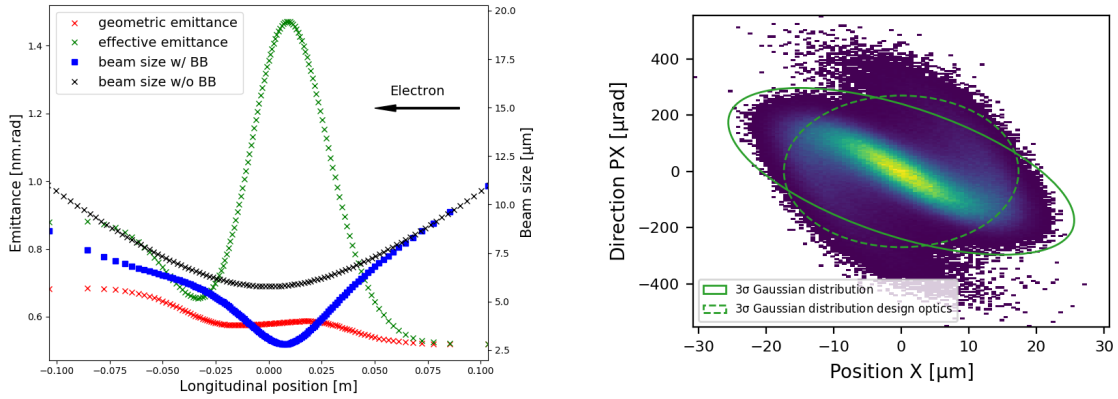 geometric emittance
effective emittance
beam size w/ BB
beam size w/o BB
Electron
Emittance [nm.rad]
1.4
1.2
1.0
0.8
0.6
Beam size [μm]
20.0
17.5
15.0
12.5
10.0
7.5
5.0
2.5
−0.100 −0.075 −0.050 −0.025 0.000 0.025 0.050 0.075 0.100
Longitudinal position [m]
Direction PX [μrad]
400
200
0
−200
−400
3σ Gaussian distribution
3σ Gaussian distribution design optics
−30 −20 −10 0 10 20 30
Position X [μm]